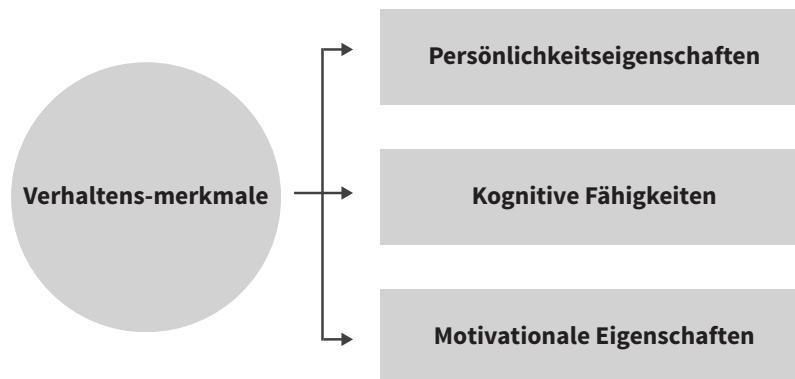 Persönlichkeitseigenschaften
Verhaltens-merkmale
Kognitive Fähigkeiten
Motivationale Eigenschaften